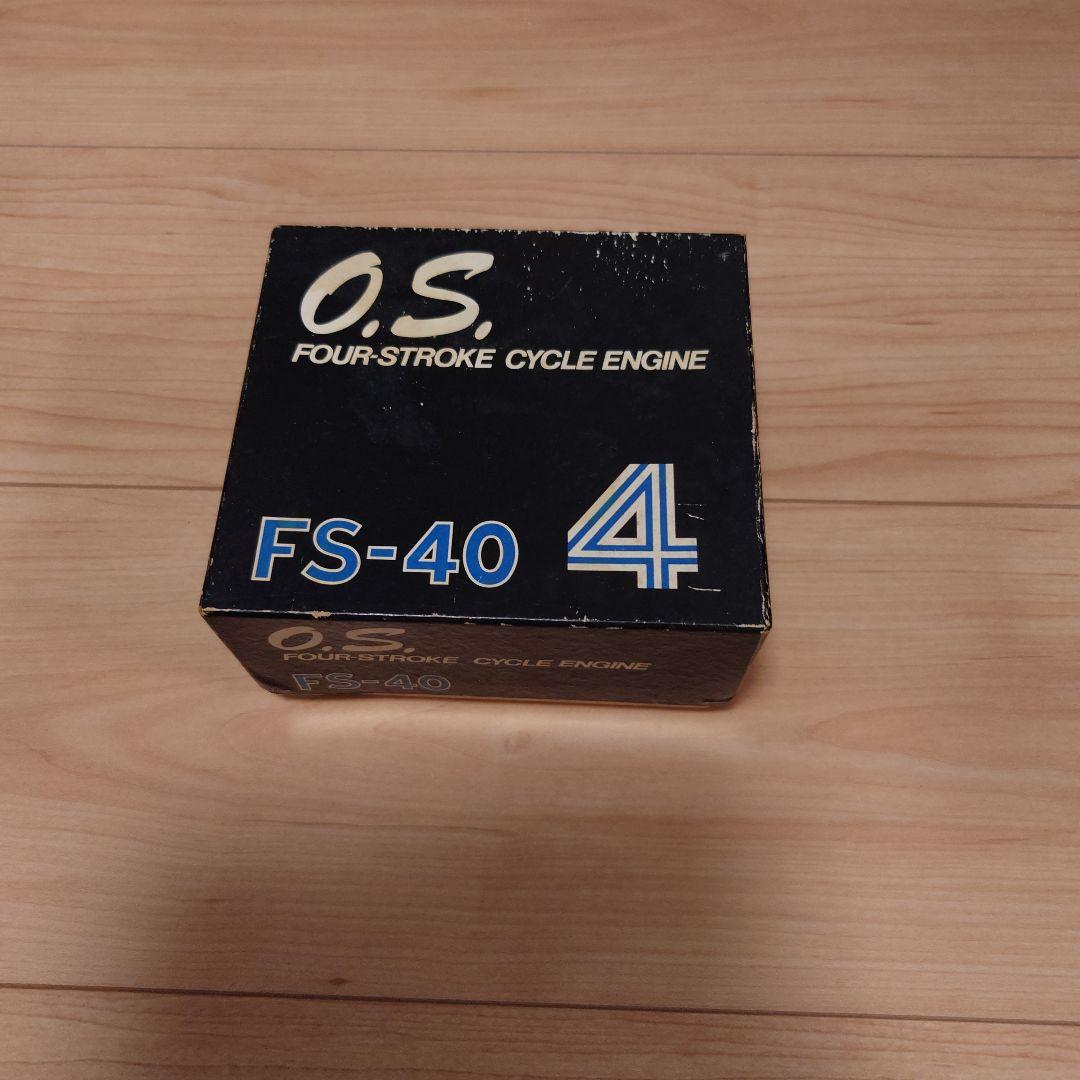 O.S.
FOUR-STROKE CYCLE ENGINE
FS-40 4
O.S.
FOUR-STROKE CYCLE ENGINE
FS-40